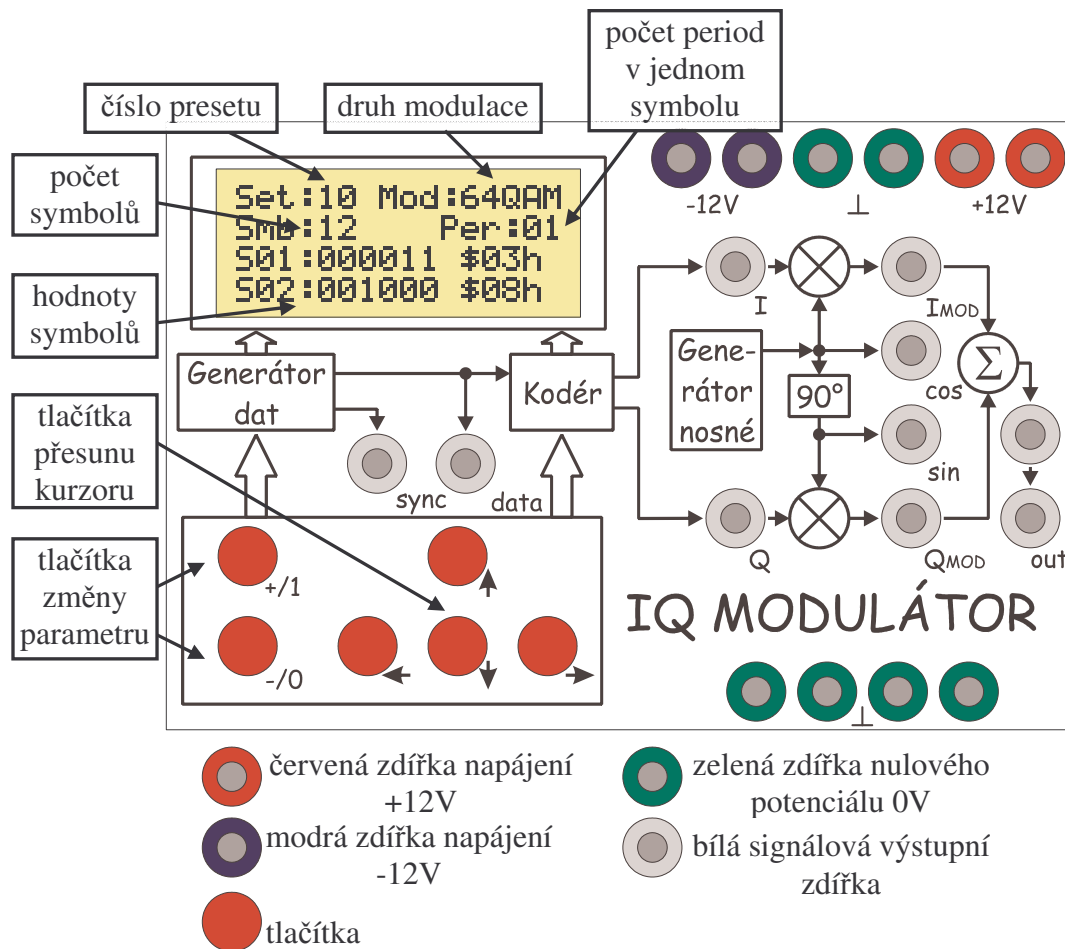 počet period
v jednom
symbolu
číslo presetu
druh modulace
počet
symbolů
hodnoty
symbolů
tlačítka
přesunu
kurzoru
tlačítka
změny
parametru
Set:10 Mod:64QAM
Smb:12 Per:01
S01:000011 $03h
S02:001000 $08h
-12V
⊥
+12V
Generátor
dat
Kodér
sync
data
I
IMOD
Gene-
rátor
nosné
90°
cos
Σ
sin
Q
QMOD
out
+/1
-/0
IQ MODULÁTOR
⊥
červená zdířka napájení
+12V
modrá zdířka napájení
-12V
tlačítka
zelená zdířka nulového
potenciálu 0V
bílá signálová výstupní
zdířka